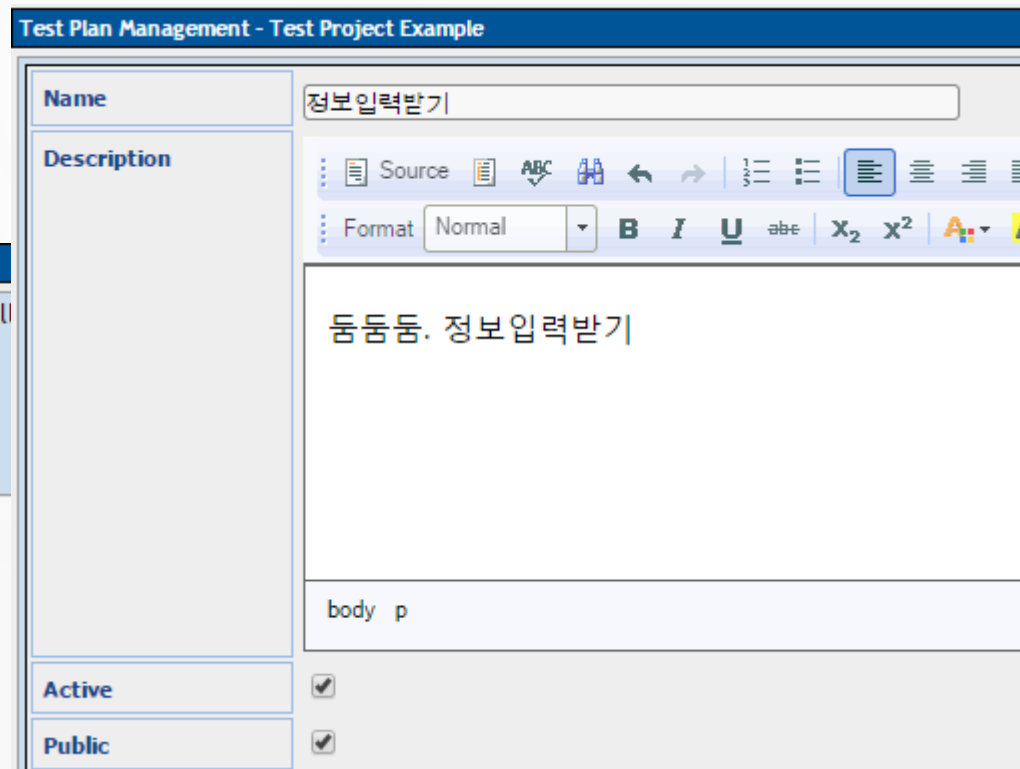 Test Plan Management - Test Project Example
Name
정보입력받기
Description
Source ABC
Format Normal B I U abc X₂ X² A
둠둠둠. 정보입력받기
body p
Active
Public